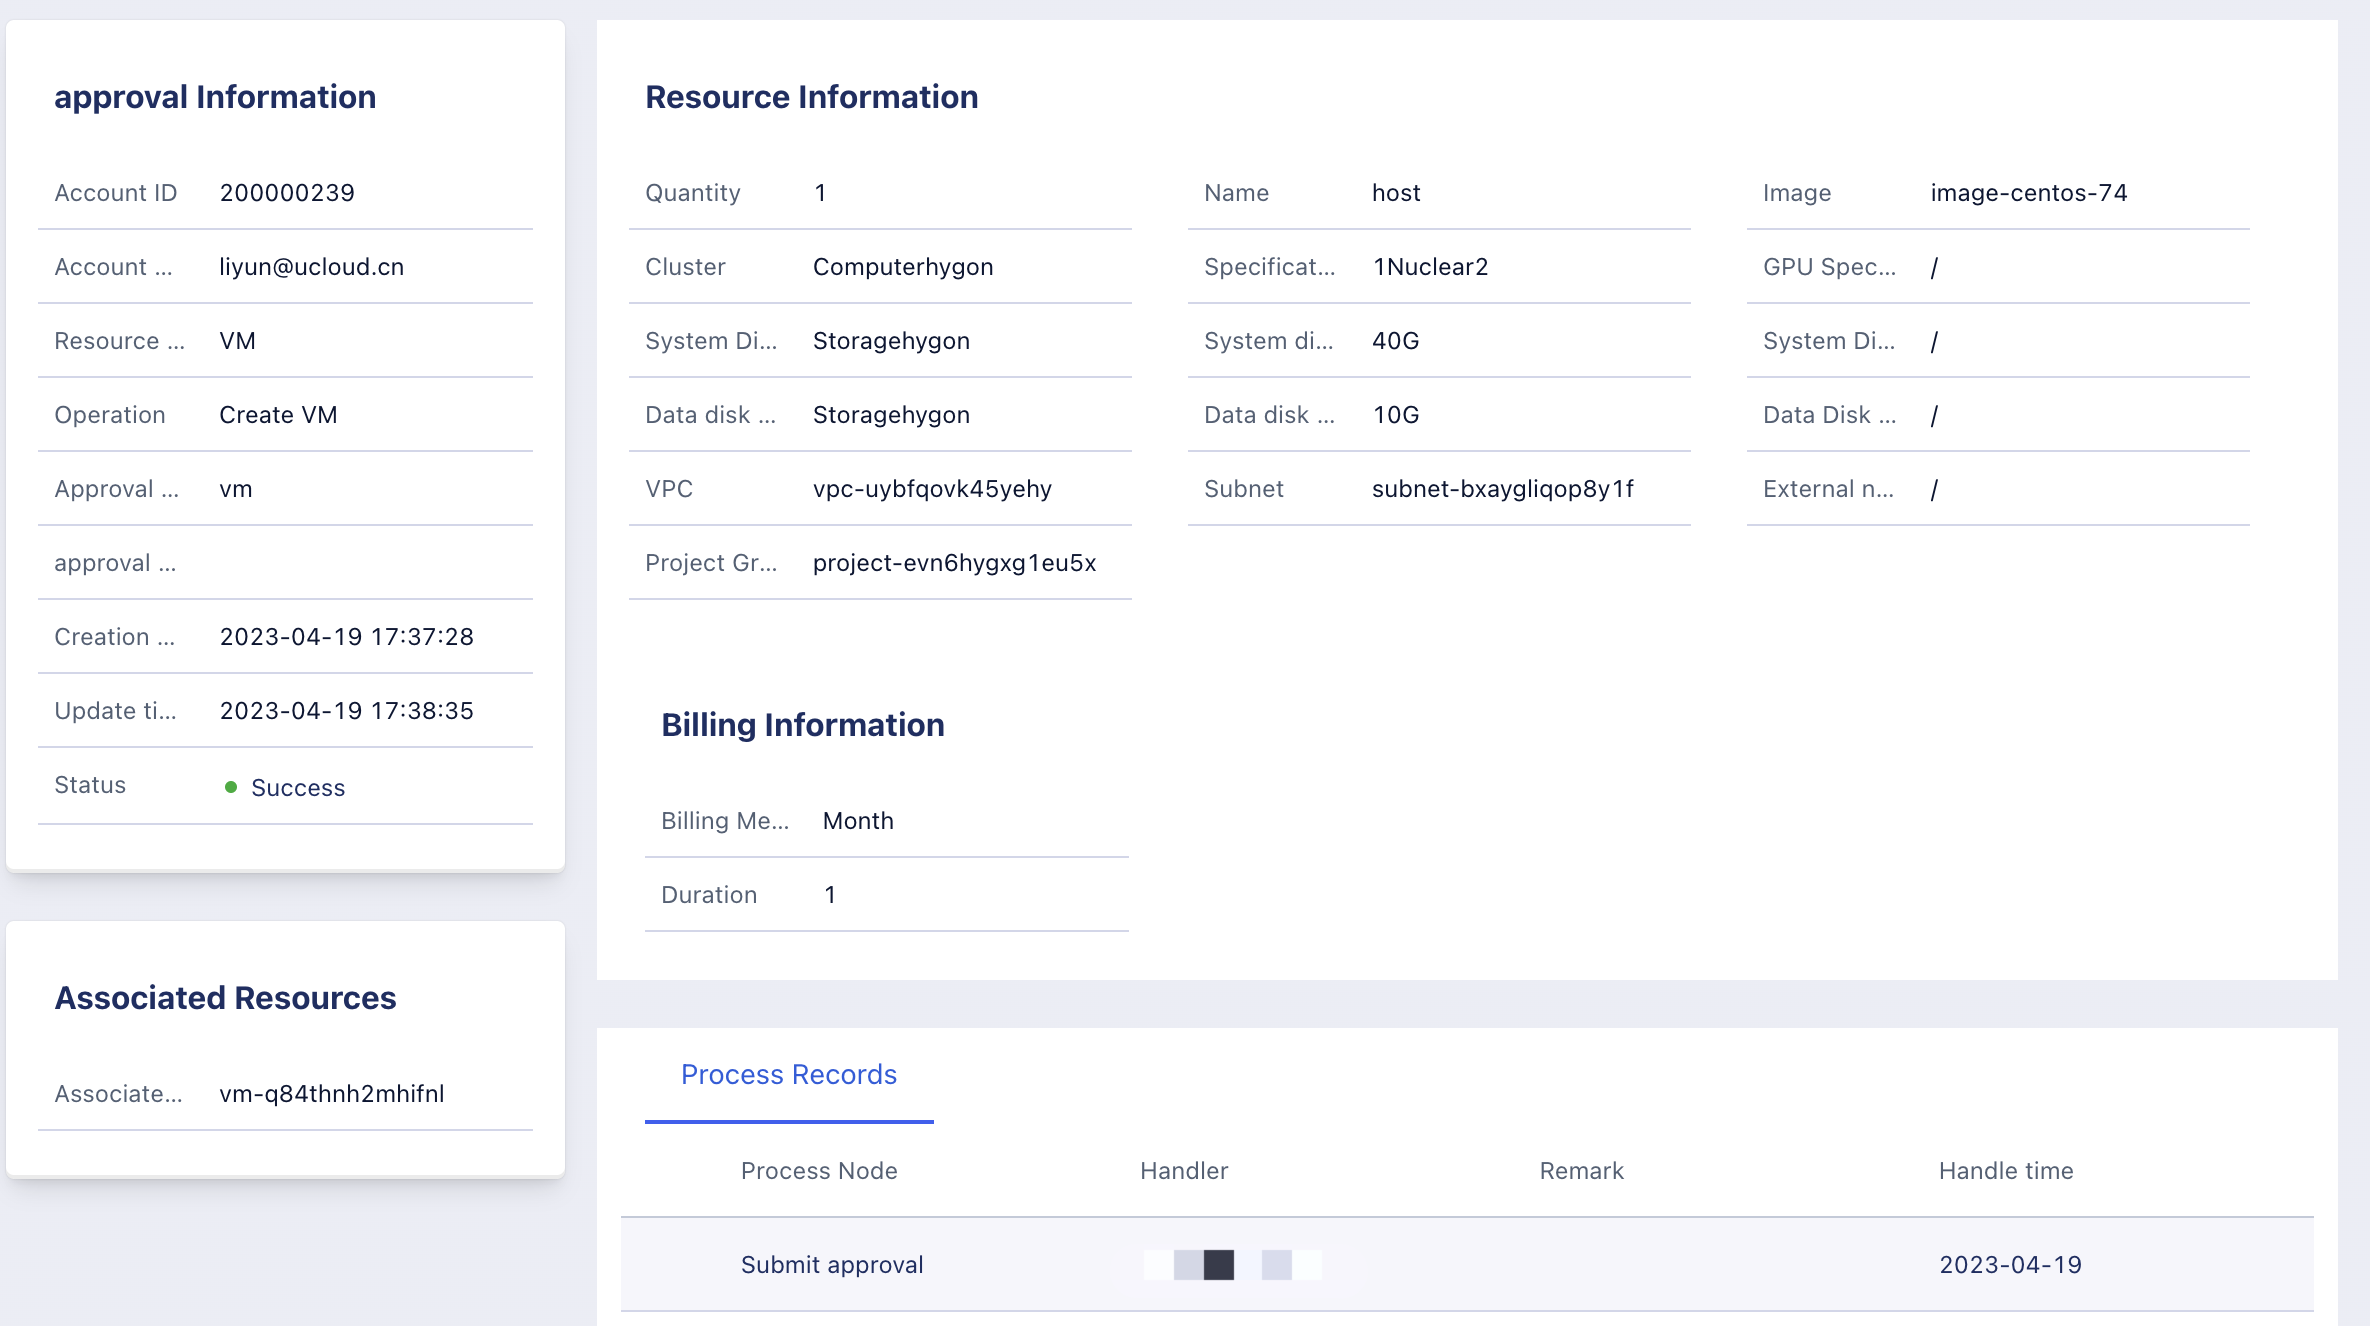 approval Information
Account ID 200000239
Account ... liyun@ucloud.cn
Resource ... VM
Operation Create VM
Approval ... vm
approval ...
Creation ... 2023-04-19 17:37:28
Update ti... 2023-04-19 17:38:35
Status Success
Associated Resources
Associate... vm-q84thnh2mhifnl
Resource Information
Quantity 1 Name host Image image-centos-74
Cluster Computerhygon Specificat... 1Nuclear2 GPU Spec... /
System Di... Storagehygon System di... 40G System Di... /
Data disk ... Storagehygon Data disk ... 10G Data Disk ... /
VPC vpc-uybfqovk45yehy Subnet subnet-bxaygliqop8y1f External n... /
Project Gr... project-evn6hygxg1eu5x
Billing Information
Billing Me... Month
Duration 1
Process Records
Process Node Handler Remark Handle time
Submit approval 2023-04-19